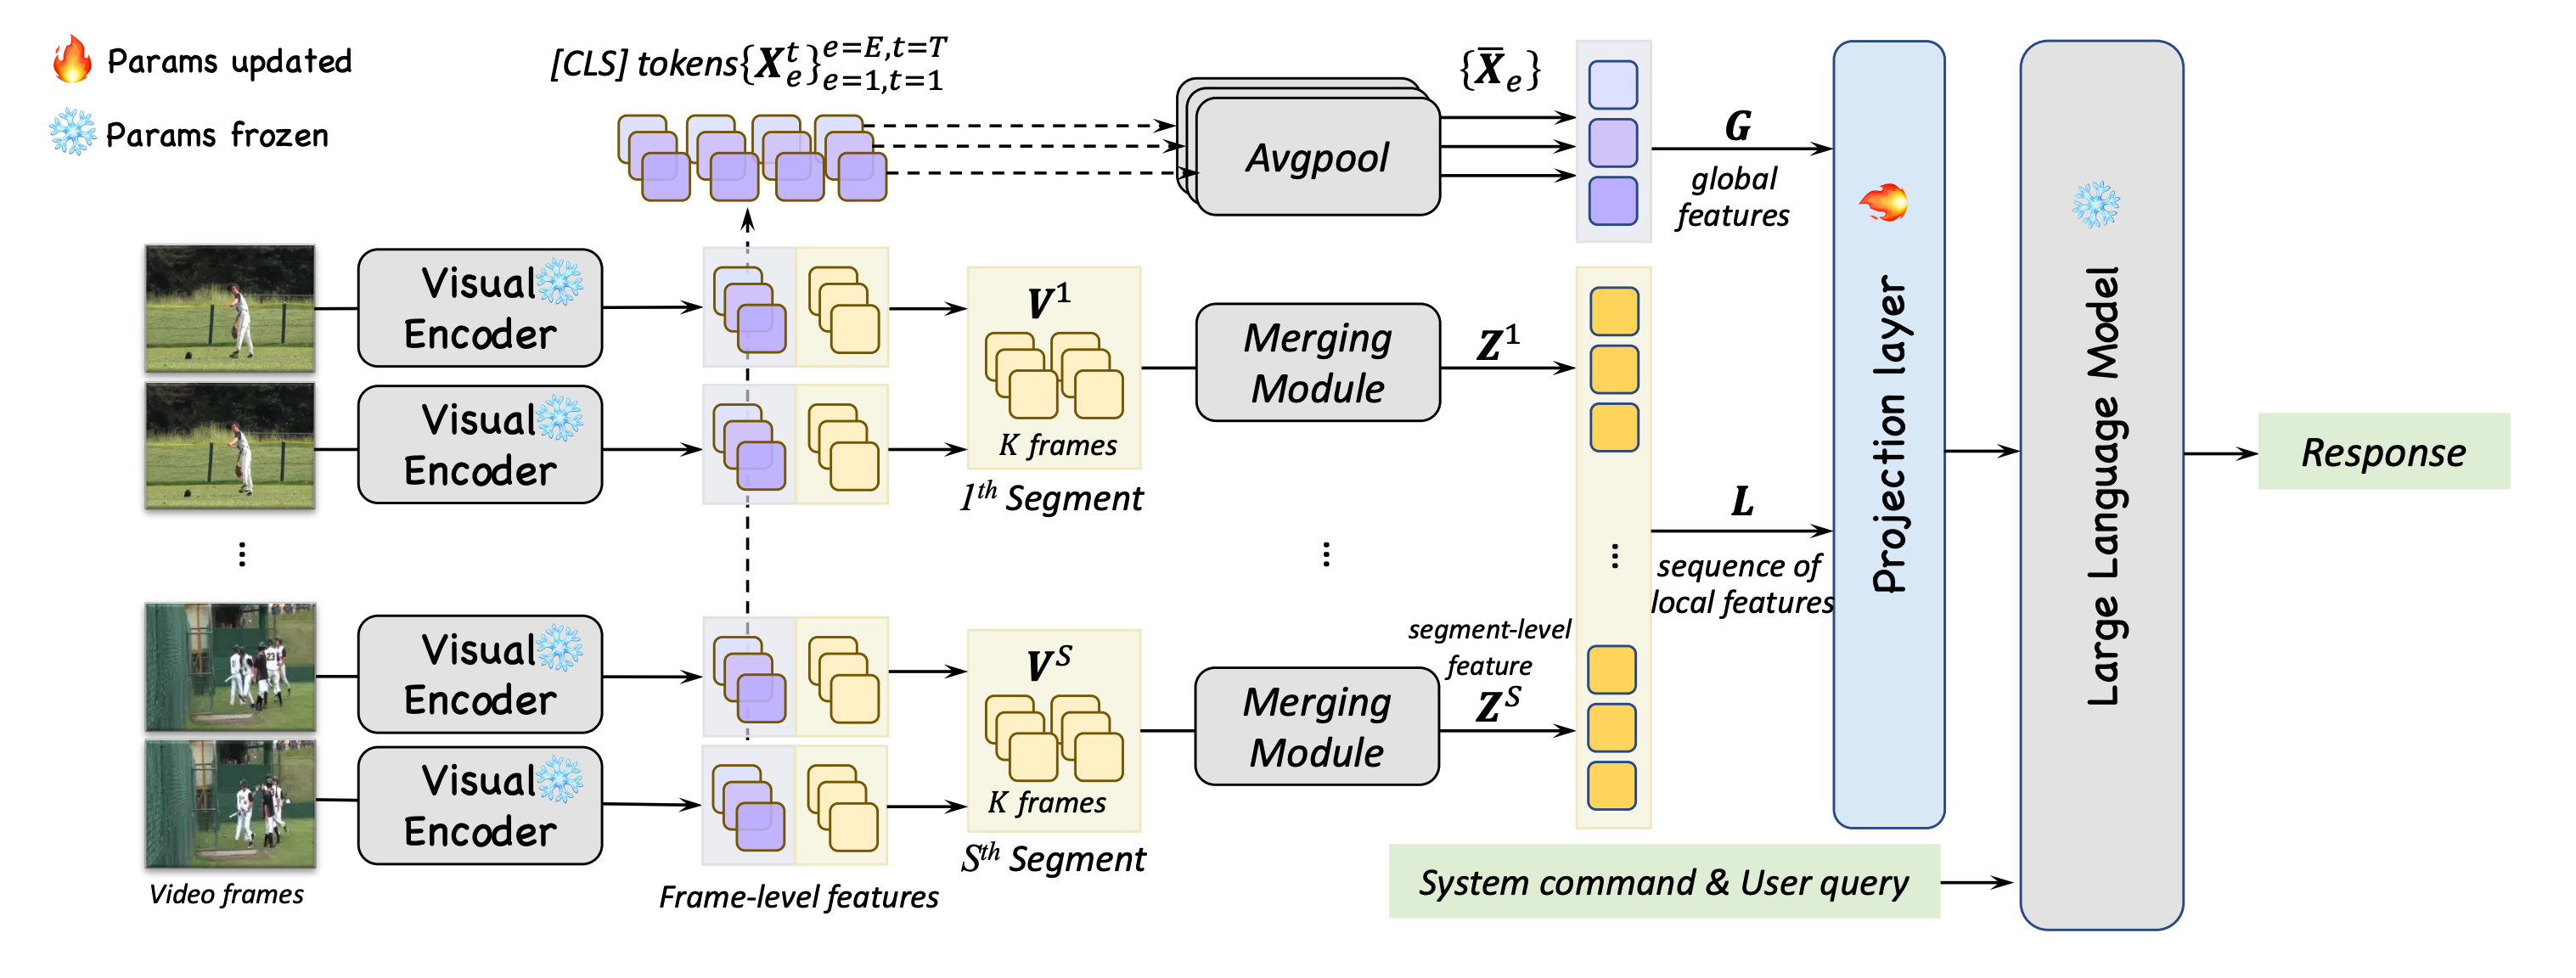 Params updated
Params frozen
[CLS] tokens{X_e^t}_{e=1,t=1}^{e=E,t=T}
Avgpool
{X̅_e}
G
global
features
Visual
Encoder
Visual
Encoder
V^1
K frames
1^th Segment
Merging
Module
Z^1
...
...
...
L
sequence of
local features
Visual
Encoder
Visual
Encoder
V^S
K frames
S^th Segment
Merging
Module
segment-level
feature
Z^S
Projection layer
Large Language Model
Response
System command & User query
Video frames
Frame-level features